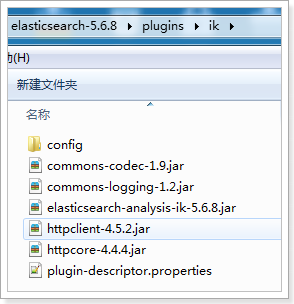 elasticsearch-5.6.8 ▸ plugins ▸ ik ▸
助(H)
新建文件夹
名称
config
commons-codec-1.9.jar
commons-logging-1.2.jar
elasticsearch-analysis-ik-5.6.8.jar
httpclient-4.5.2.jar
httpcore-4.4.4.jar
plugin-descriptor.properties